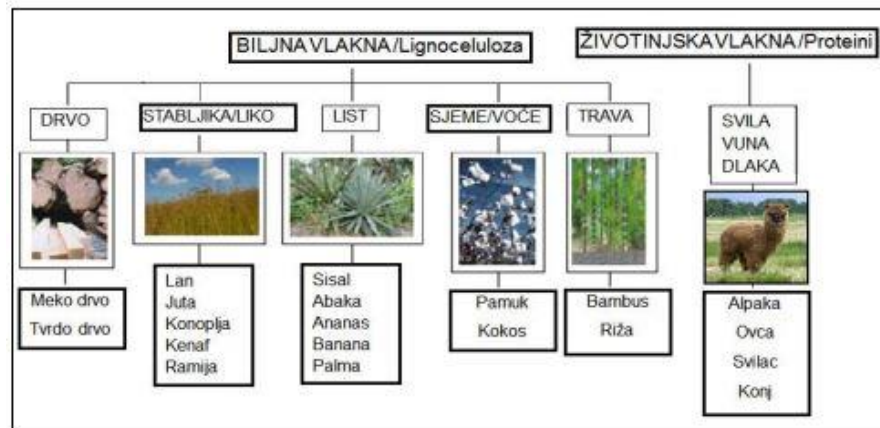 BILJNA VLAKNA/Lignoceluloza
ŽIVOTINJSKA VLAKNA/Proteini
DRVO
STABLJIKA/LIKO
LIST
SJEME/VOĆE
TRAVA
SVILA
VUNA
DLAKA
Meko drvo
Tvrdo drvo
Lan
Juta
Konoplja
Kenaf
Ramija
Sisal
Abaka
Ananas
Banana
Palma
Pamuk
Kokos
Bambus
Riža
Alpaka
Ovca
Svilac
Konj